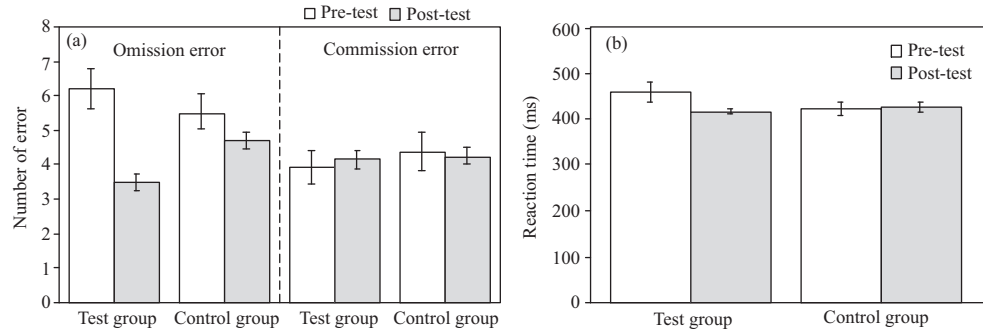 Pre-test Post-test
(a)
Omission error
Commission error
Number of error
8
7
6
5
4
3
2
1
0
Test group
Control group
Test group
Control group
(b)
Pre-test
Post-test
Reaction time (ms)
600
500
400
300
200
100
0
Test group
Control group